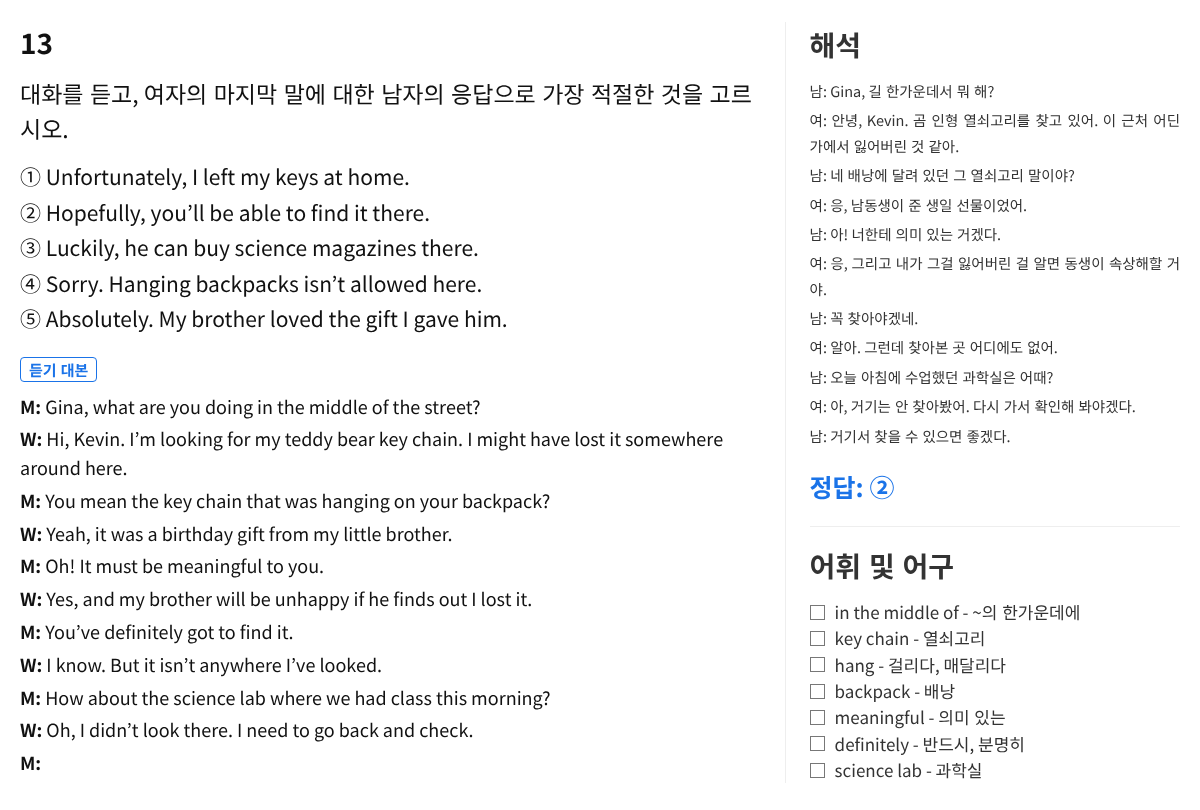 13
대화를 듣고, 여자의 마지막 말에 대한 남자의 응답으로 가장 적절한 것을 고르
시오.
① Unfortunately, I left my keys at home.
② Hopefully, you’ll be able to find it there.
③ Luckily, he can buy science magazines there.
④ Sorry. Hanging backpacks isn’t allowed here.
⑤ Absolutely. My brother loved the gift I gave him.
듣기 대본
M: Gina, what are you doing in the middle of the street?
W: Hi, Kevin. I’m looking for my teddy bear key chain. I might have lost it somewhere
around here.
M: You mean the key chain that was hanging on your backpack?
W: Yeah, it was a birthday gift from my little brother.
M: Oh! It must be meaningful to you.
W: Yes, and my brother will be unhappy if he finds out I lost it.
M: You’ve definitely got to find it.
W: I know. But it isn’t anywhere I’ve looked.
M: How about the science lab where we had class this morning?
W: Oh, I didn’t look there. I need to go back and check.
M:
해석
남: Gina, 길 한가운데서 뭐 해?
여: 안녕, Kevin. 곰 인형 열쇠고리를 찾고 있어. 이 근처 어딘
가에서 잃어버린 것 같아.
남: 네 배낭에 달려 있던 그 열쇠고리 말이야?
여: 응, 남동생이 준 생일 선물이었어.
남: 아! 너한테 의미 있는 거겠다.
여: 응, 그리고 내가 그걸 잃어버린 걸 알면 동생이 속상해할 거
야.
남: 꼭 찾아야겠네.
여: 알아. 그런데 찾아본 곳 어디에도 없어.
남: 오늘 아침에 수업했던 과학실은 어때?
여: 아, 거기는 안 찾아봤어. 다시 가서 확인해 봐야겠다.
남: 거기서 찾을 수 있으면 좋겠다.
정답: ②
어휘 및 어구
☐ in the middle of - ~의 한가운데에
☐ key chain - 열쇠고리
☐ hang - 걸리다, 매달리다
☐ backpack - 배낭
☐ meaningful - 의미 있는
☐ definitely - 반드시, 분명히
☐ science lab - 과학실